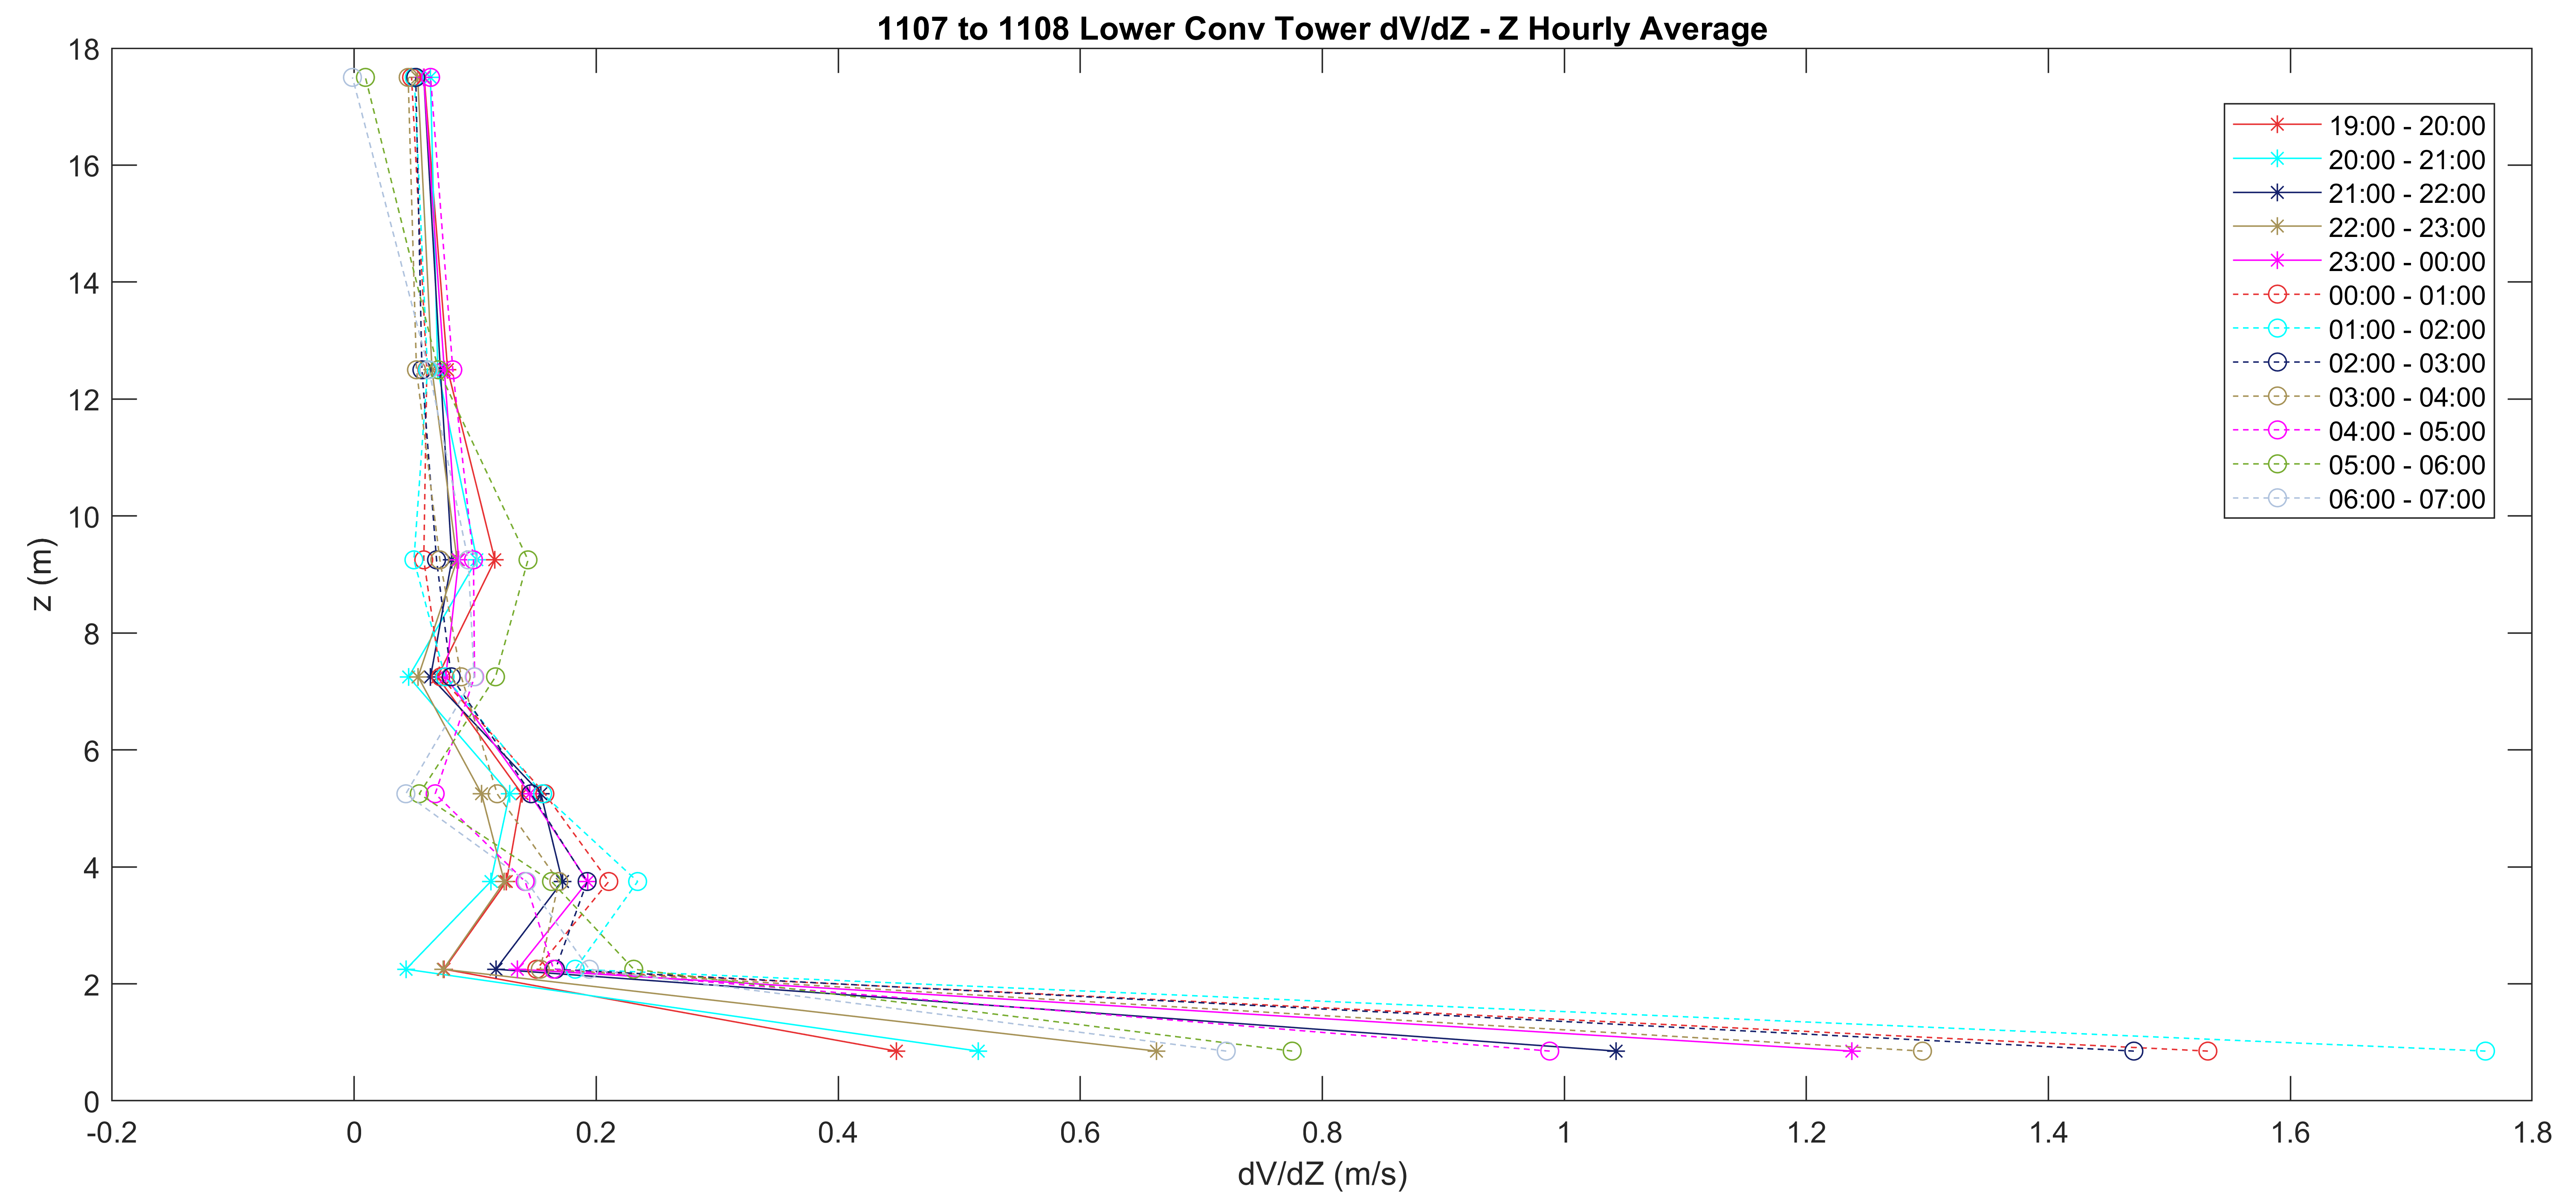 1107 to 1108 Lower Conv Tower dV/dZ - Z Hourly Average
18
16
14
12
10
8
6
4
2
0
z (m)
19:00 - 20:00
20:00 - 21:00
21:00 - 22:00
22:00 - 23:00
23:00 - 00:00
00:00 - 01:00
01:00 - 02:00
02:00 - 03:00
03:00 - 04:00
04:00 - 05:00
05:00 - 06:00
06:00 - 07:00
-0.2 0 0.2 0.4 0.6 0.8 1 1.2 1.4 1.6 1.8
dV/dZ (m/s)